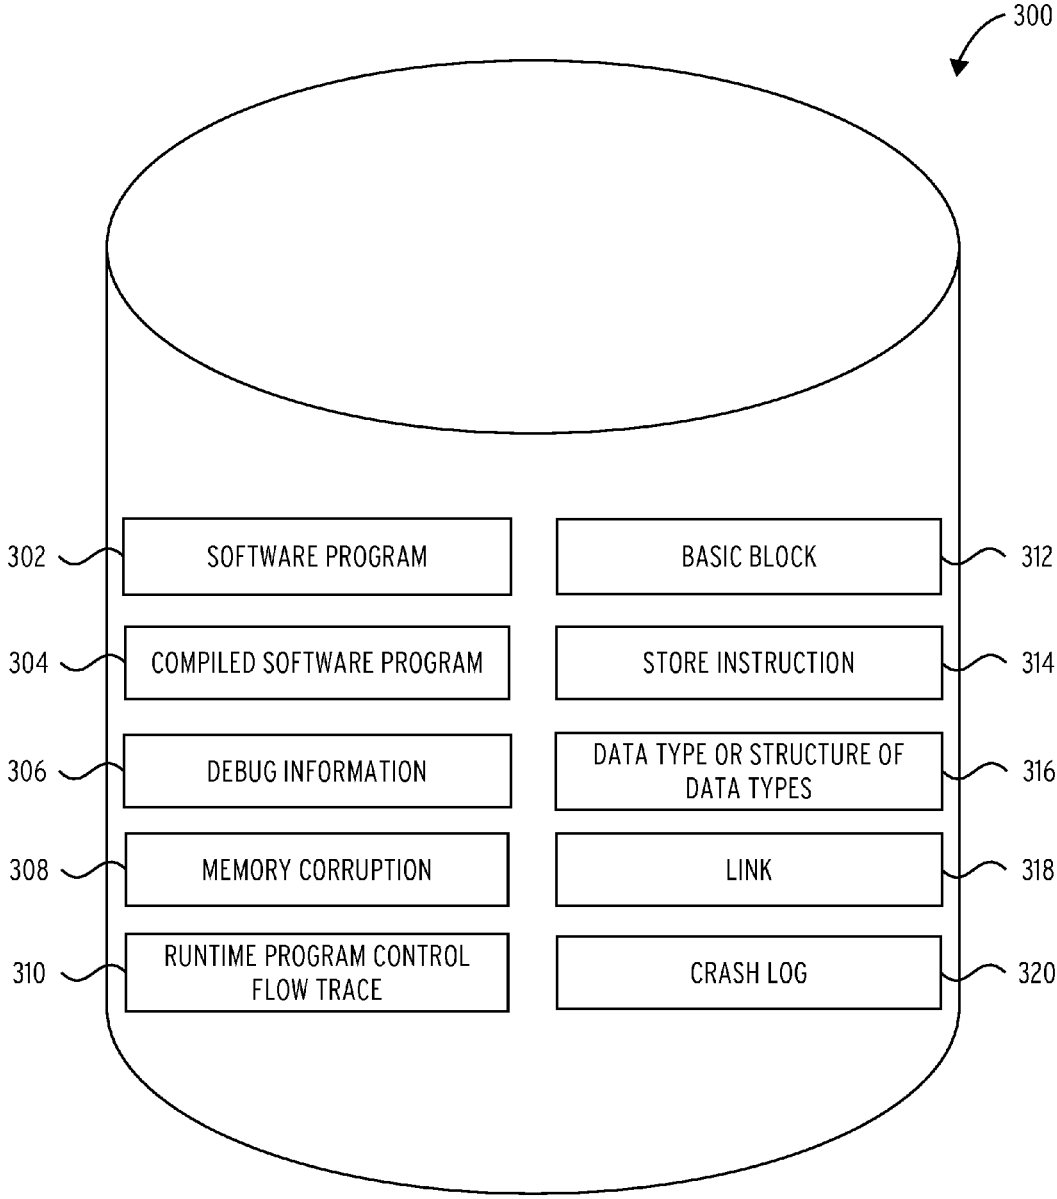 300
302
SOFTWARE PROGRAM
BASIC BLOCK
312
304
COMPILED SOFTWARE PROGRAM
STORE INSTRUCTION
314
306
DEBUG INFORMATION
DATA TYPE OR STRUCTURE OF
DATA TYPES
316
308
MEMORY CORRUPTION
LINK
318
310
RUNTIME PROGRAM CONTROL
FLOW TRACE
CRASH LOG
320